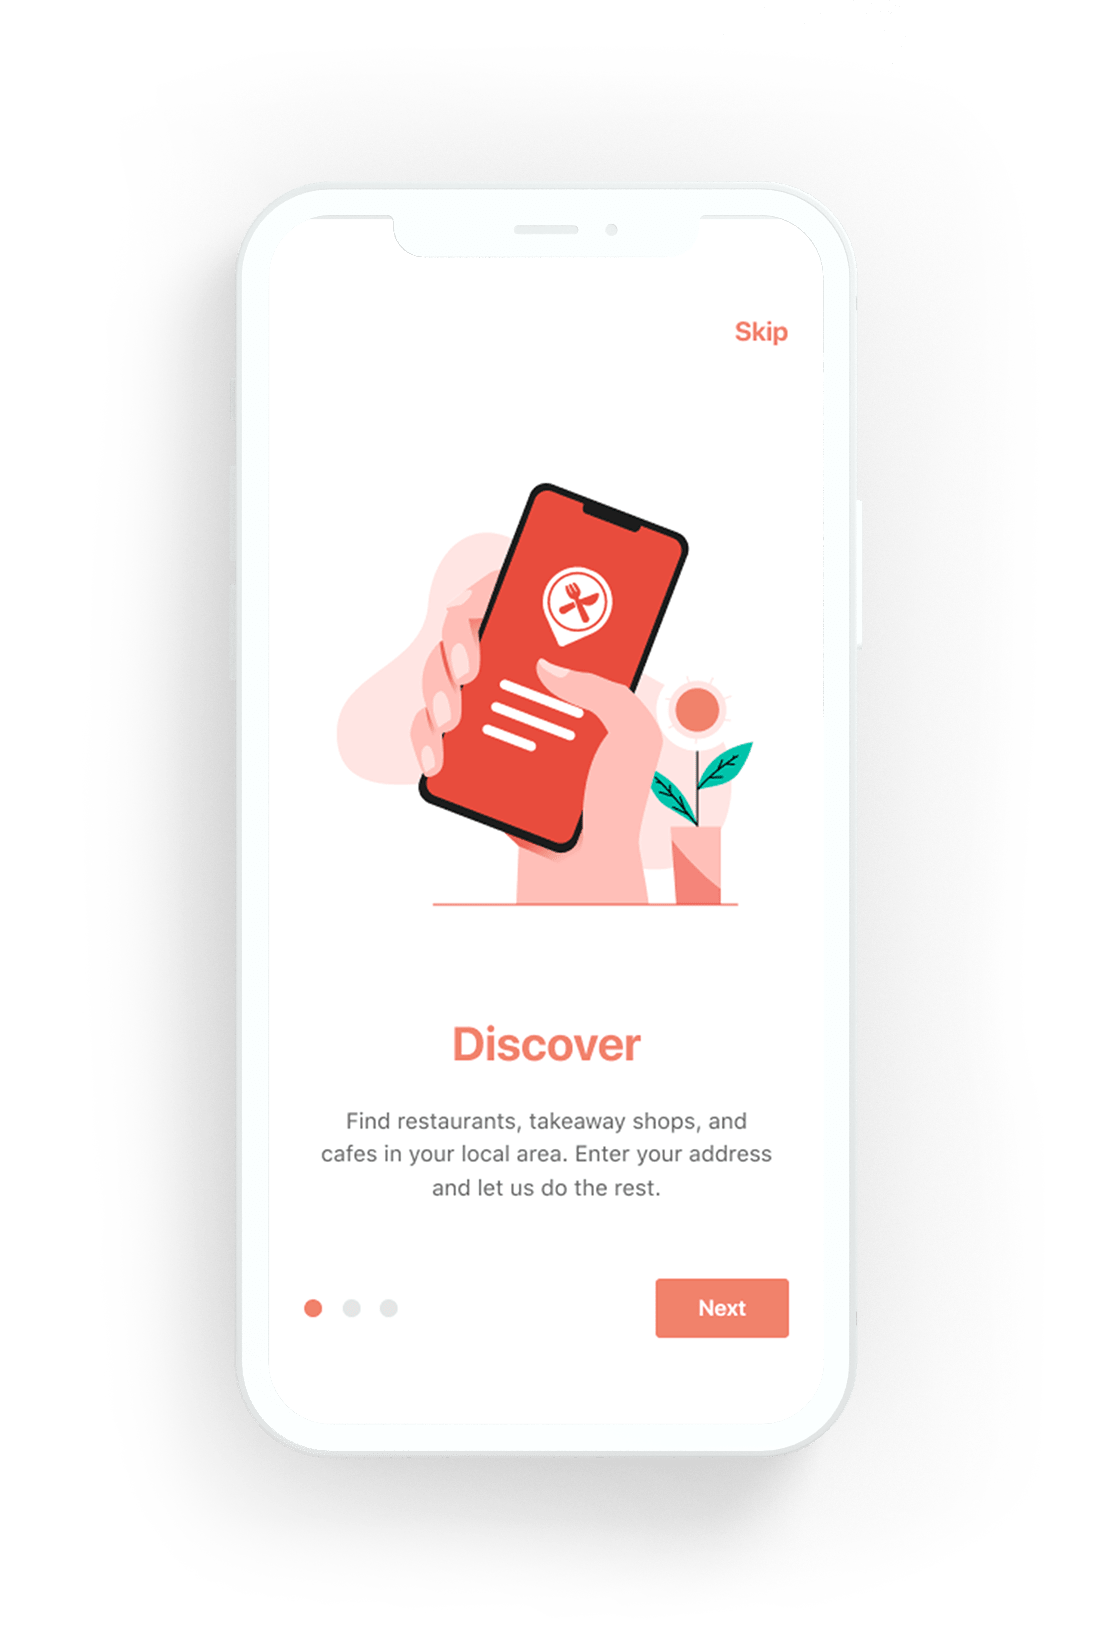 Skip
Discover
Find restaurants, takeaway shops, and
cafes in your local area. Enter your address
and let us do the rest.
Next